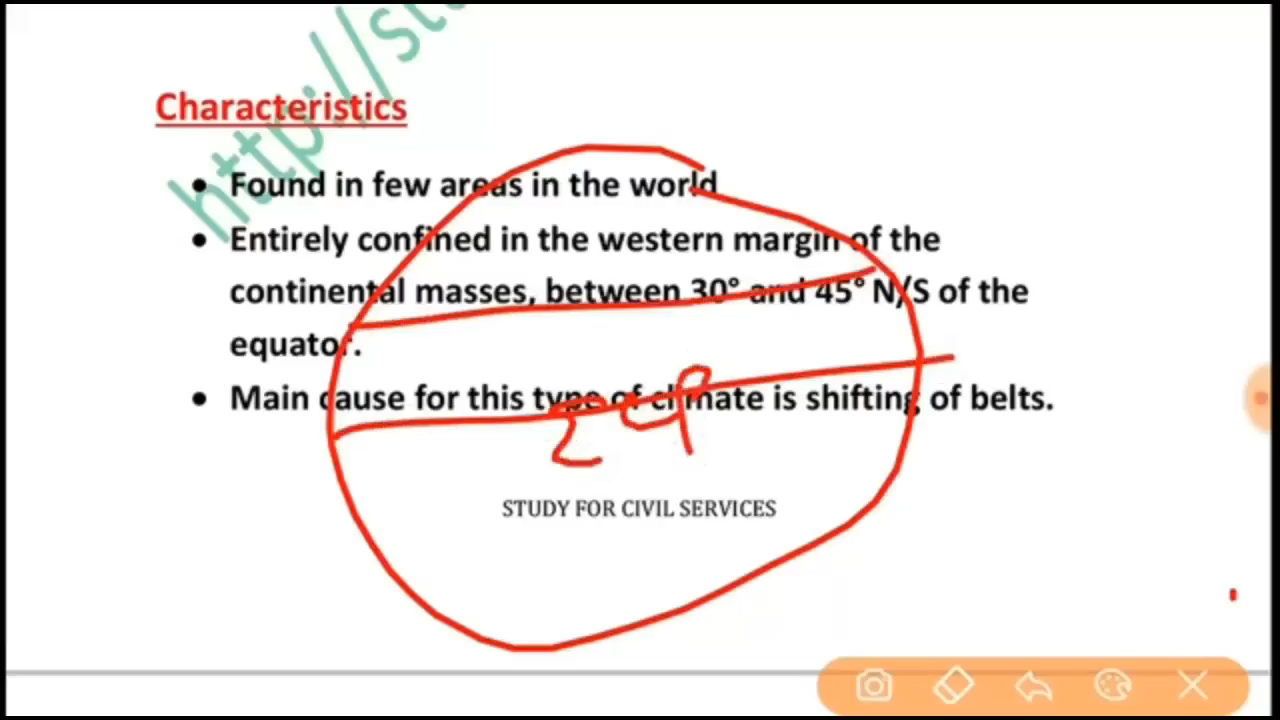 http://st
Characteristics
• Found in few areas in the world
• Entirely confined in the western margin of the
continental masses, between 30° and 45° N/S of the
equator.
• Main cause for this type of climate is shifting of belts.
STUDY FOR CIVIL SERVICES